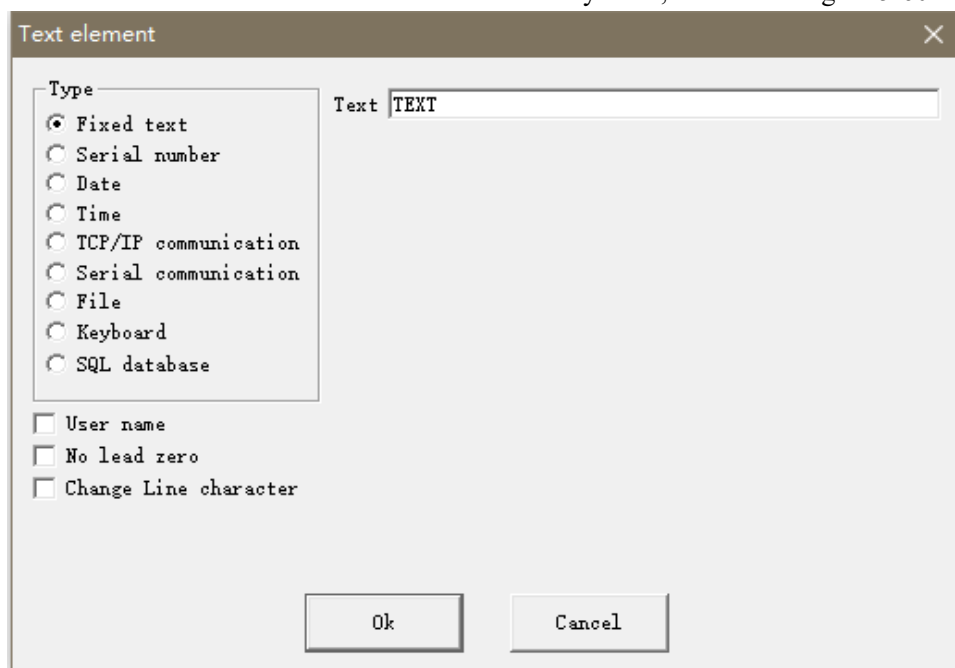 Text element
Type
Text TEXT
Fixed text
Serial number
Date
Time
TCP/IP communication
Serial communication
File
Keyboard
SQL database
User name
No lead zero
Change Line character
Ok
Cancel